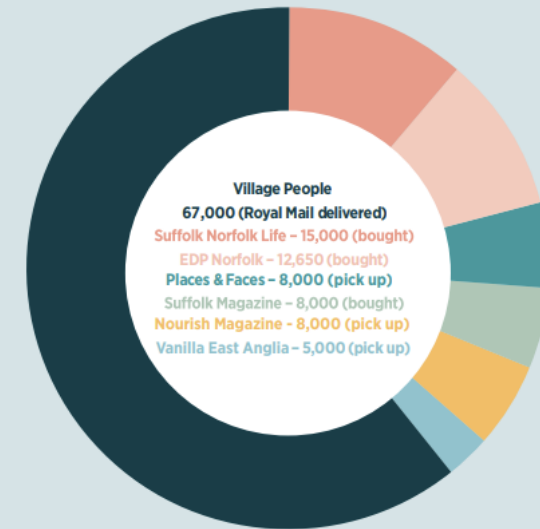 Village People
67,000 (Royal Mail delivered)
Suffolk Norfolk Life – 15,000 (bought)
EDP Norfolk – 12,650 (bought)
Places & Faces – 8,000 (pick up)
Suffolk Magazine – 8,000 (bought)
Nourish Magazine - 8,000 (pick up)
Vanilla East Anglia – 5,000 (pick up)